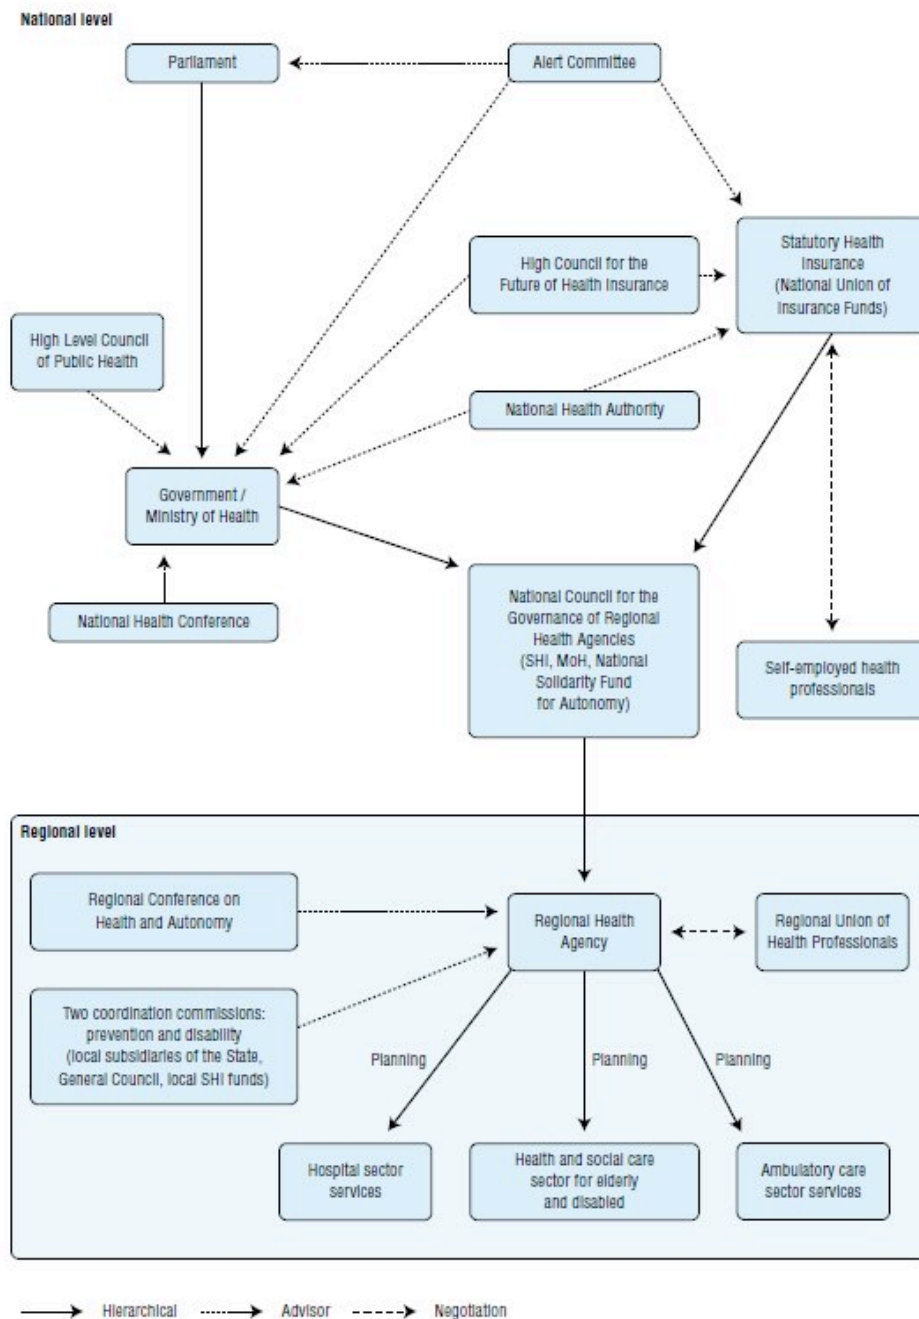 National level
Parliament
Alert Committee
Statutory Health
Insurance
(National Union of
Insurance Funds)
High Council for the
Future of Health Insurance
High Level Council
of Public Health
National Health Authority
Government /
Ministry of Health
National Health Conference
National Council for the
Governance of Regional
Health Agencies
(SHI, MoH, National
Solidarity Fund
for Autonomy)
Self-employed health
professionals
Regional level
Regional Conference on
Health and Autonomy
Regional Health
Agency
Regional Union of
Health Professionals
Two coordination commissions:
prevention and disability
(local subsidiaries of the State,
General Council, local SHI funds)
Planning
Planning
Planning
Hospital sector
services
Health and social care
sector for elderly
and disabled
Ambulatory care
sector services
Hierarchical
Advisor
Negotiation